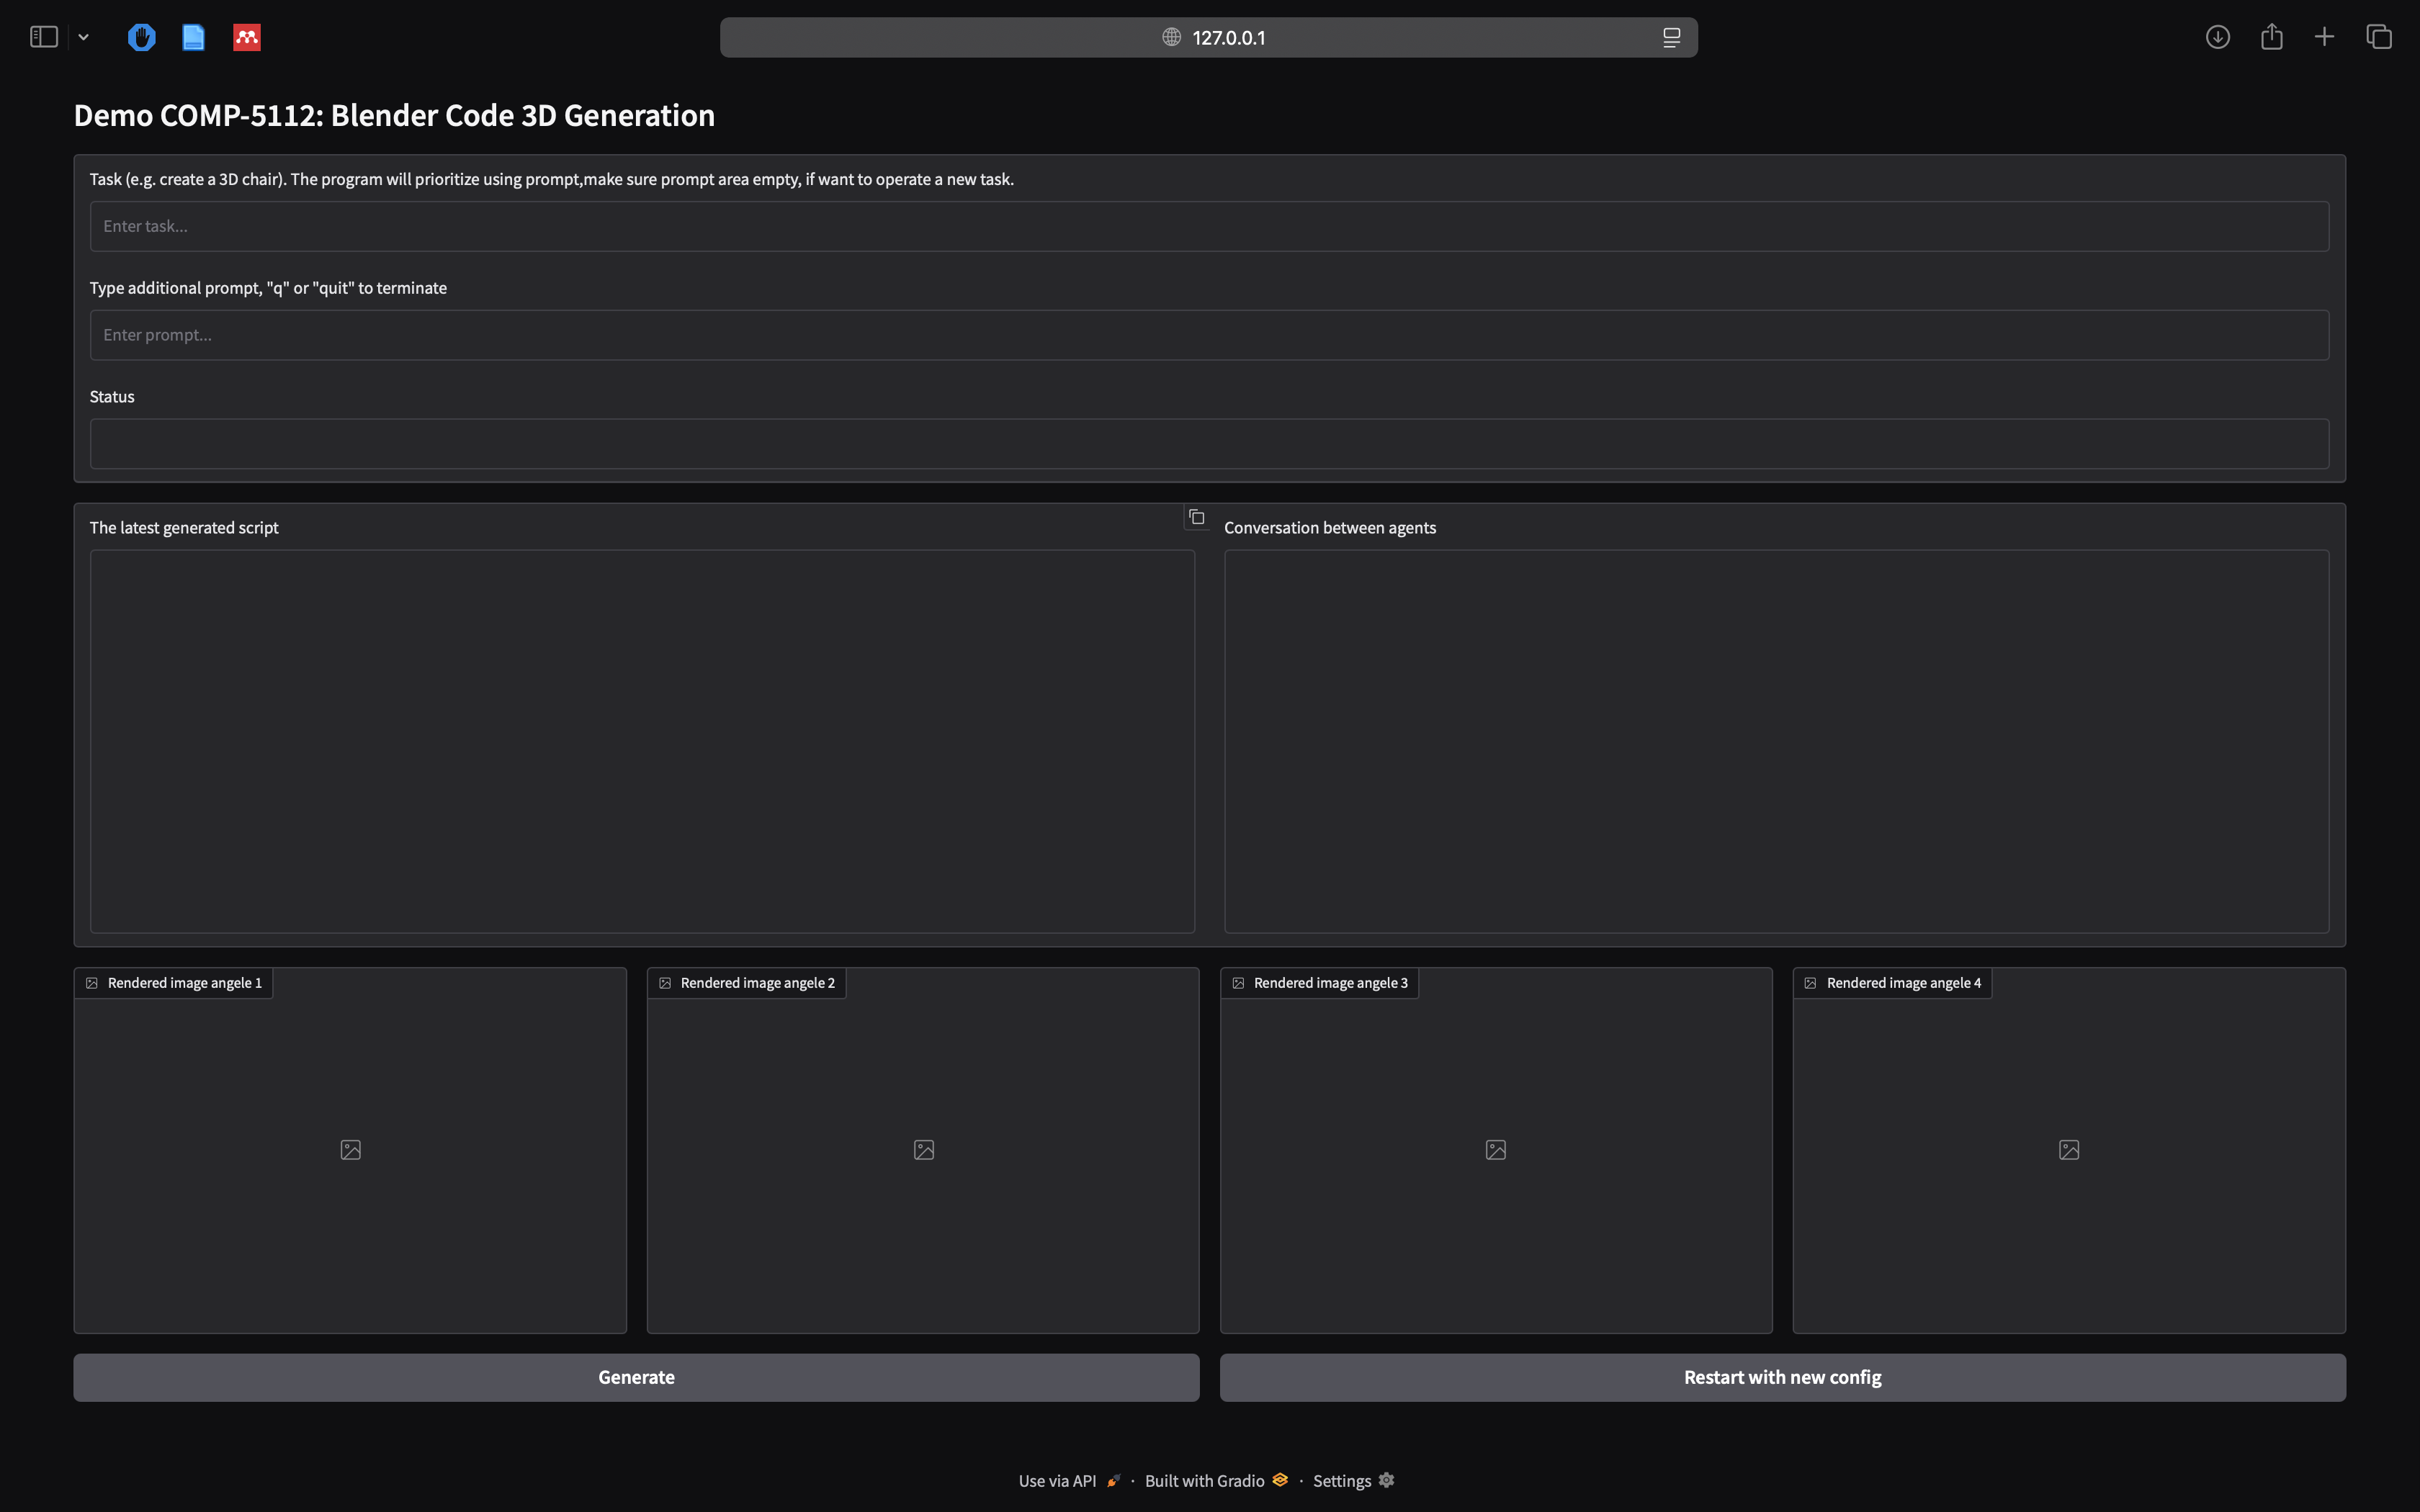 127.0.0.1
Demo COMP-5112: Blender Code 3D Generation
Task (e.g. create a 3D chair). The program will prioritize using prompt,make sure prompt area empty, if want to operate a new task.
Enter task...
Type additional prompt, "q" or "quit" to terminate
Enter prompt...
Status
The latest generated script
Conversation between agents
Rendered image angele 1
Rendered image angele 2
Rendered image angele 3
Rendered image angele 4
Generate
Restart with new config
Use via API · Built with Gradio · Settings